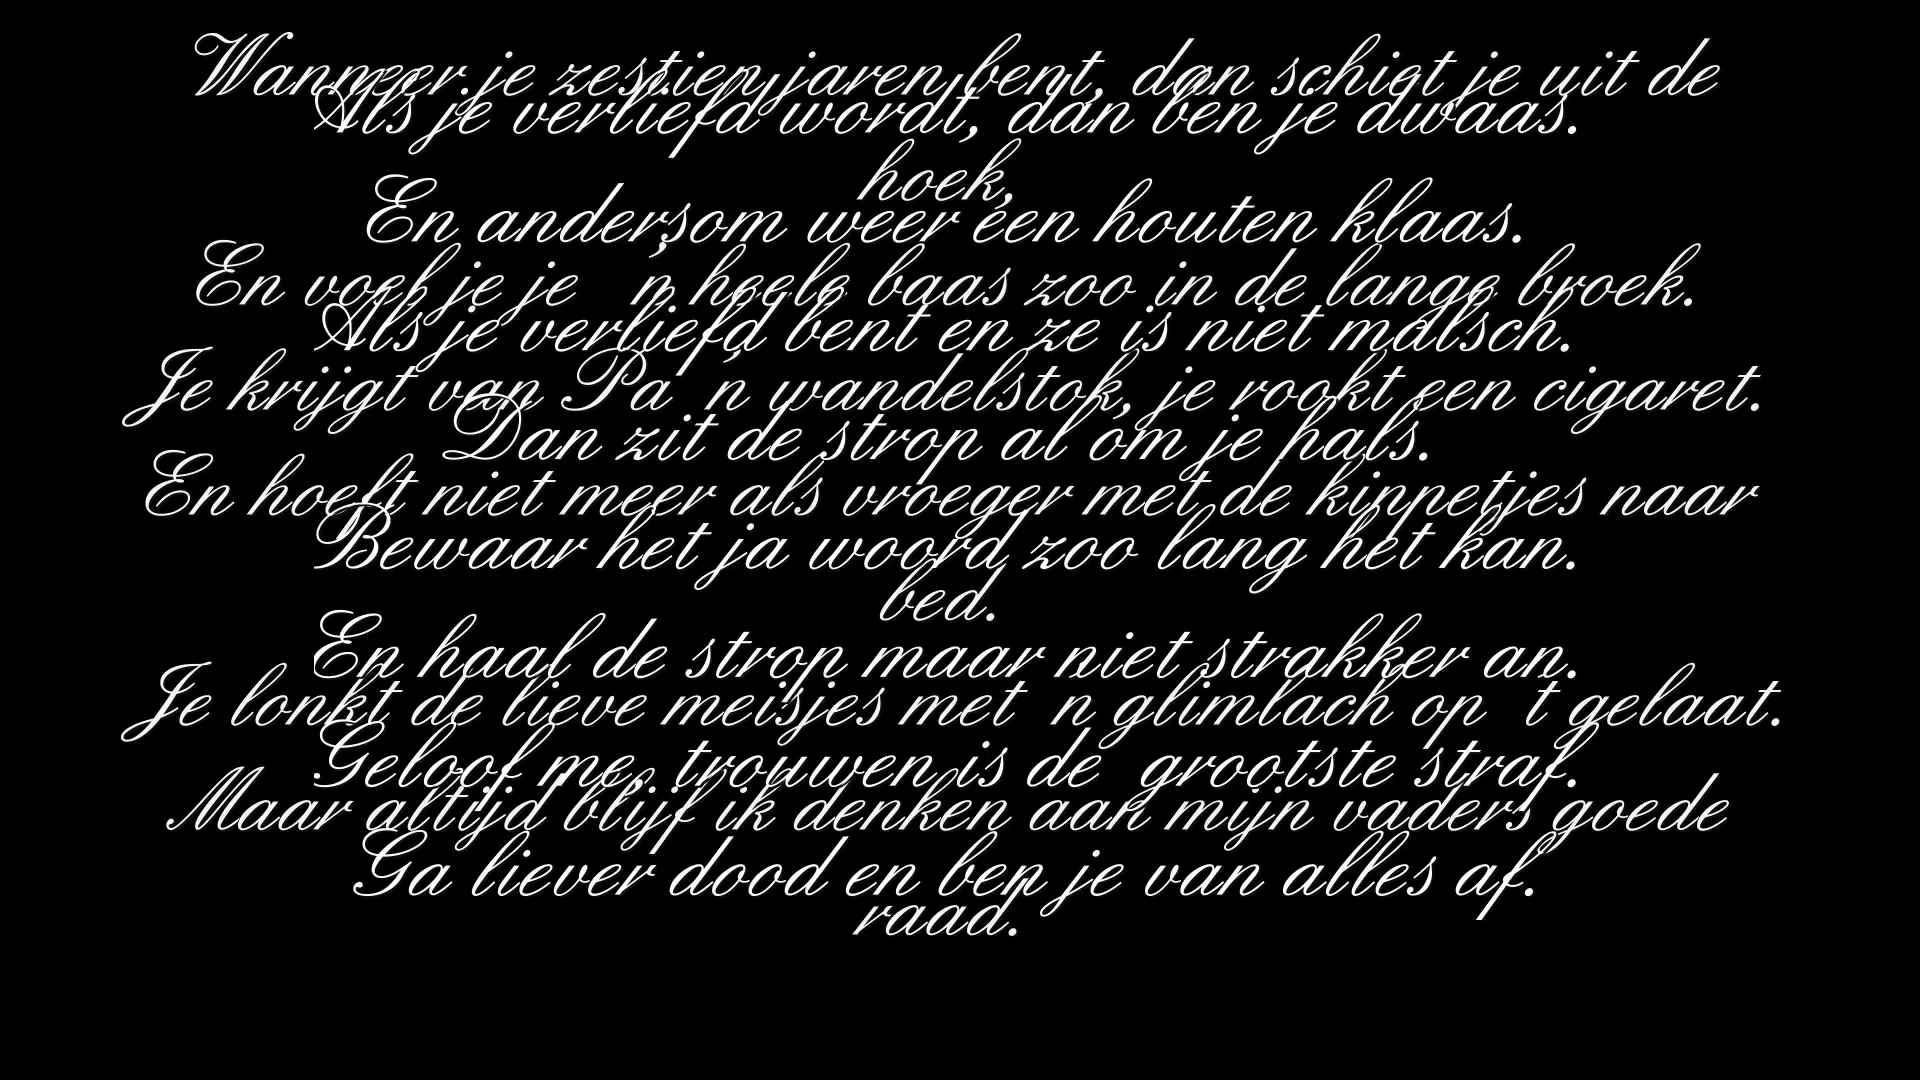 Wanneer je zestien jaren bent, dan schiet je uit de
hoek,
En voel je je n heele baas zoo in de lange broek.
Je krijgt van Pa n wandelstok, je rookt een cigaret.
En hoeft niet meer als vroeger met de kippetjes naar
bed.
Je lonkt de lieve meisjes met n glimlach op t gelaat.
Maar altijd blijf ik denken aan mijn vaders goede
raad.
Als je verliefd wordt, dan ben je dwaas.
En andersom weer een houten klaas.
Als je verliefd bent en ze is niet malsch.
Dan zit de strop al om je hals.
Bewaar het ja woord zoo lang het kan.
En haal de strop maar niet strakker an.
Geloof me, trouwen is de grootste straf.
Ga liever dood en ben je van alles af.